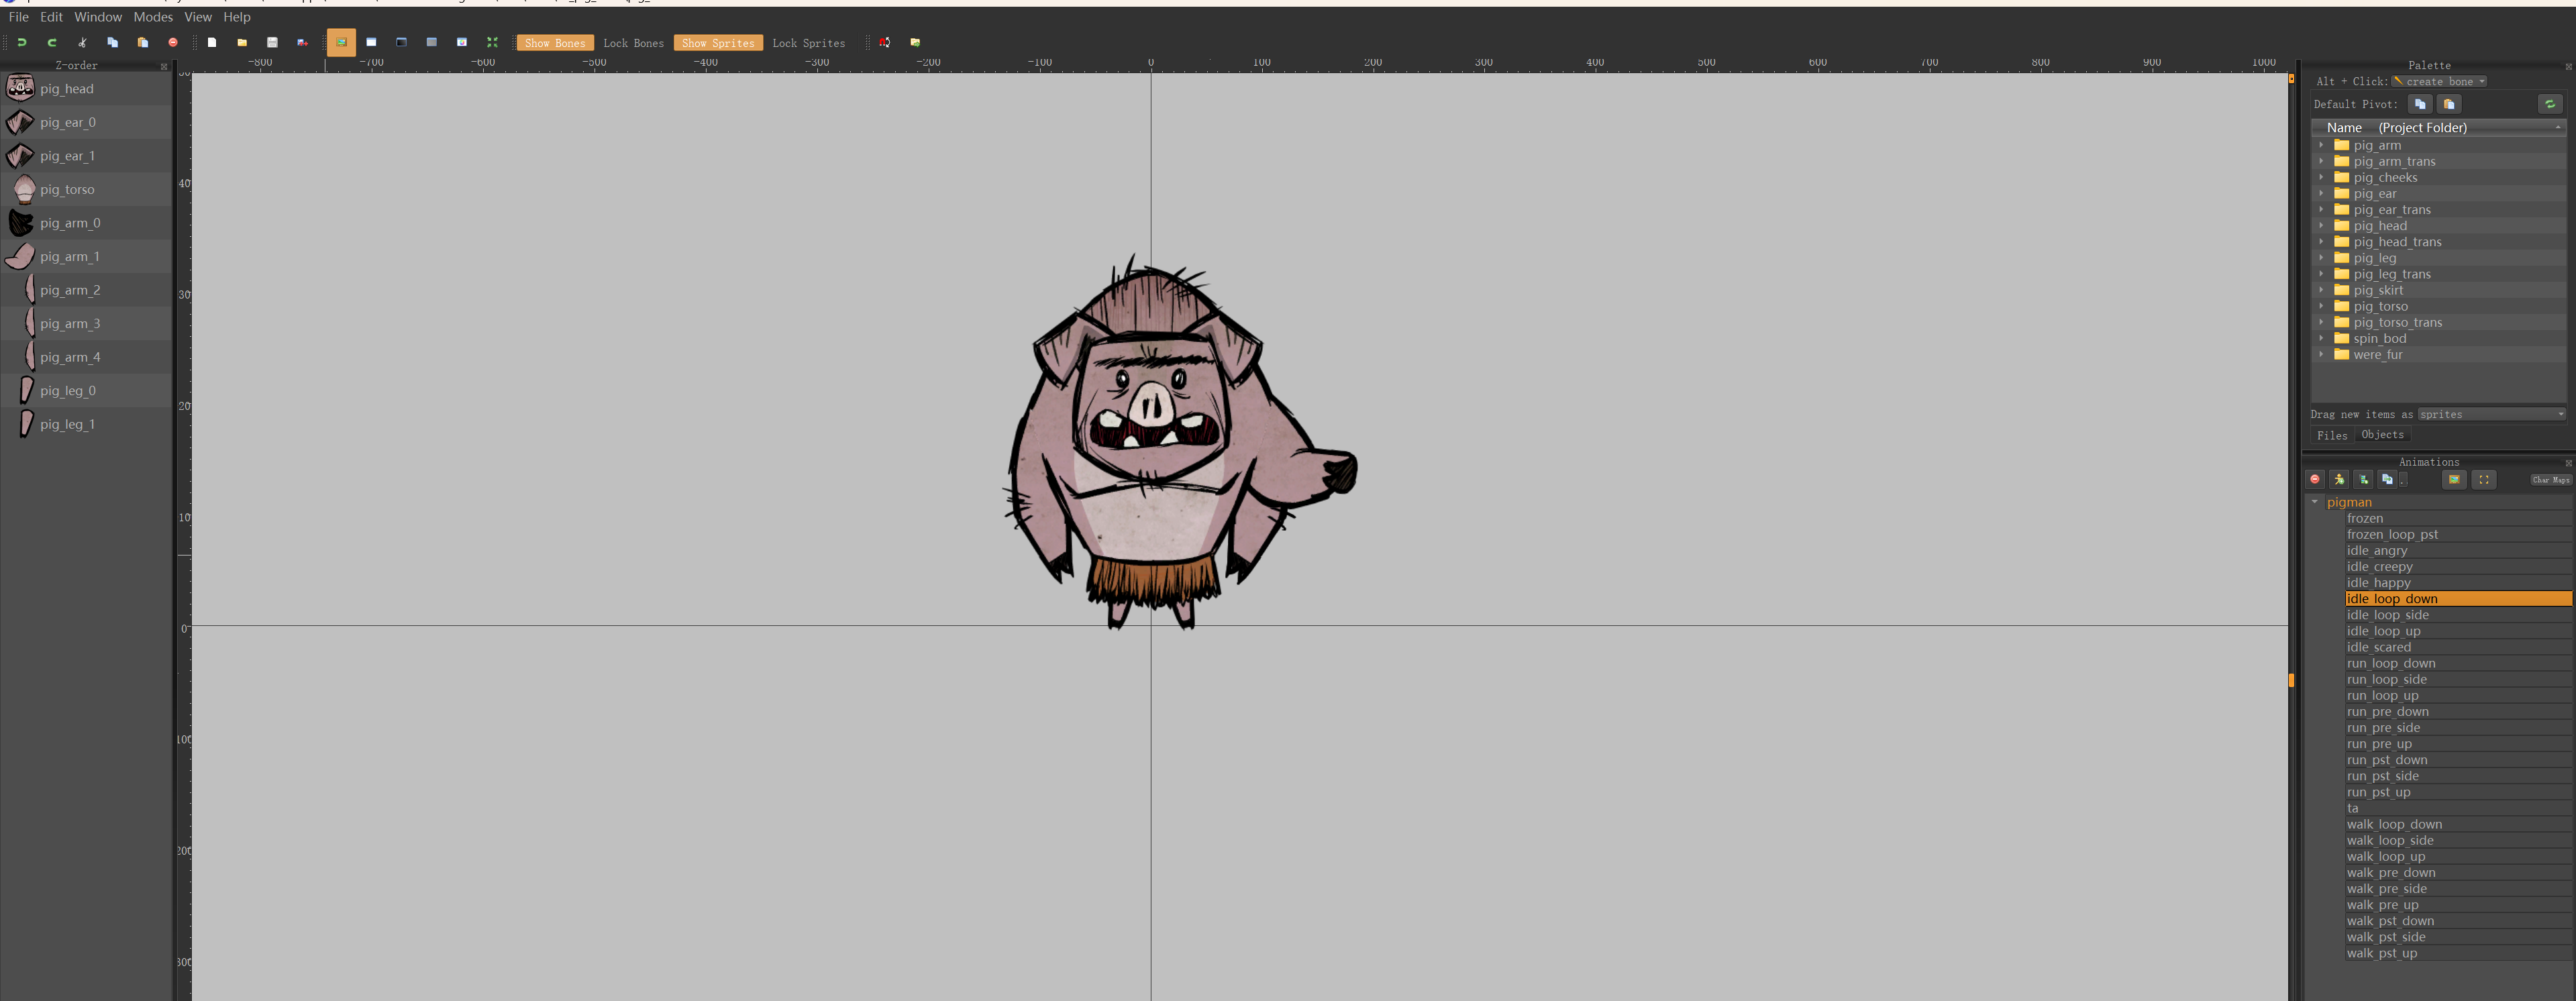 File Edit Window Modes View Help
Show Bones Lock Bones Show Sprites Lock Sprites
Z-order
pig_head
pig_ear_0
pig_ear_1
pig_torso
pig_arm_0
pig_arm_1
pig_arm_2
pig_arm_3
pig_arm_4
pig_leg_0
pig_leg_1
-800 -700 -600 -500 -400 -300 -200 -100 0 100 200 300 400 500 600 700 800 900 1000
40
30
20
10
0
100
200
300
Palette
Alt + Click: create bone
Default Pivot:
Name (Project Folder)
pig_arm
pig_arm_trans
pig_cheeks
pig_ear
pig_ear_trans
pig_head
pig_head_trans
pig_leg
pig_leg_trans
pig_skirt
pig_torso
pig_torso_trans
spin_bod
were_fur
Drag new items as sprites
Files Objects
Animations
Char Maps
pigman
frozen
frozen_loop_pst
idle_angry
idle_creepy
idle_happy
idle_loop_down
idle_loop_side
idle_loop_up
idle_scared
run_loop_down
run_loop_side
run_loop_up
run_pre_down
run_pre_side
run_pre_up
run_pst_down
run_pst_side
run_pst_up
ta
walk_loop_down
walk_loop_side
walk_loop_up
walk_pre_down
walk_pre_side
walk_pre_up
walk_pst_down
walk_pst_side
walk_pst_up